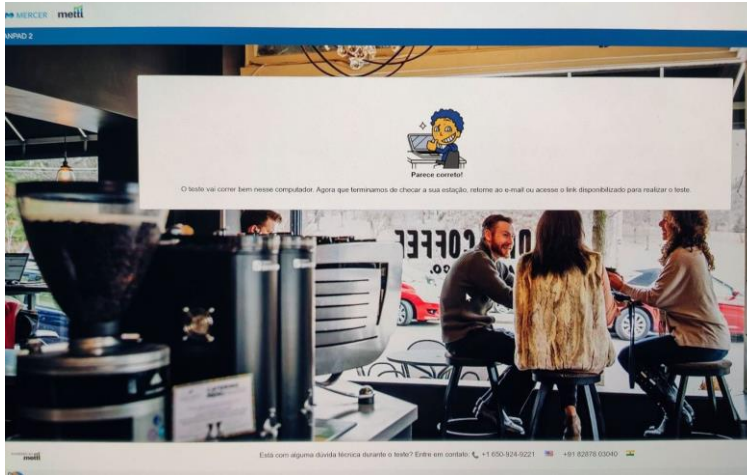 MERCER mettl
ANPAD 2
Parece correto!
O teste vai correr bem nesse computador. Agora que terminamos de checar a sua estação, retorne ao e-mail ou acesse o link disponibilizado para realizar o teste.
COFFEE
CO.
mettl
Está com alguma dúvida técnica durante o teste? Entre em contato: +1 650-924-9221 +91 82878 03040